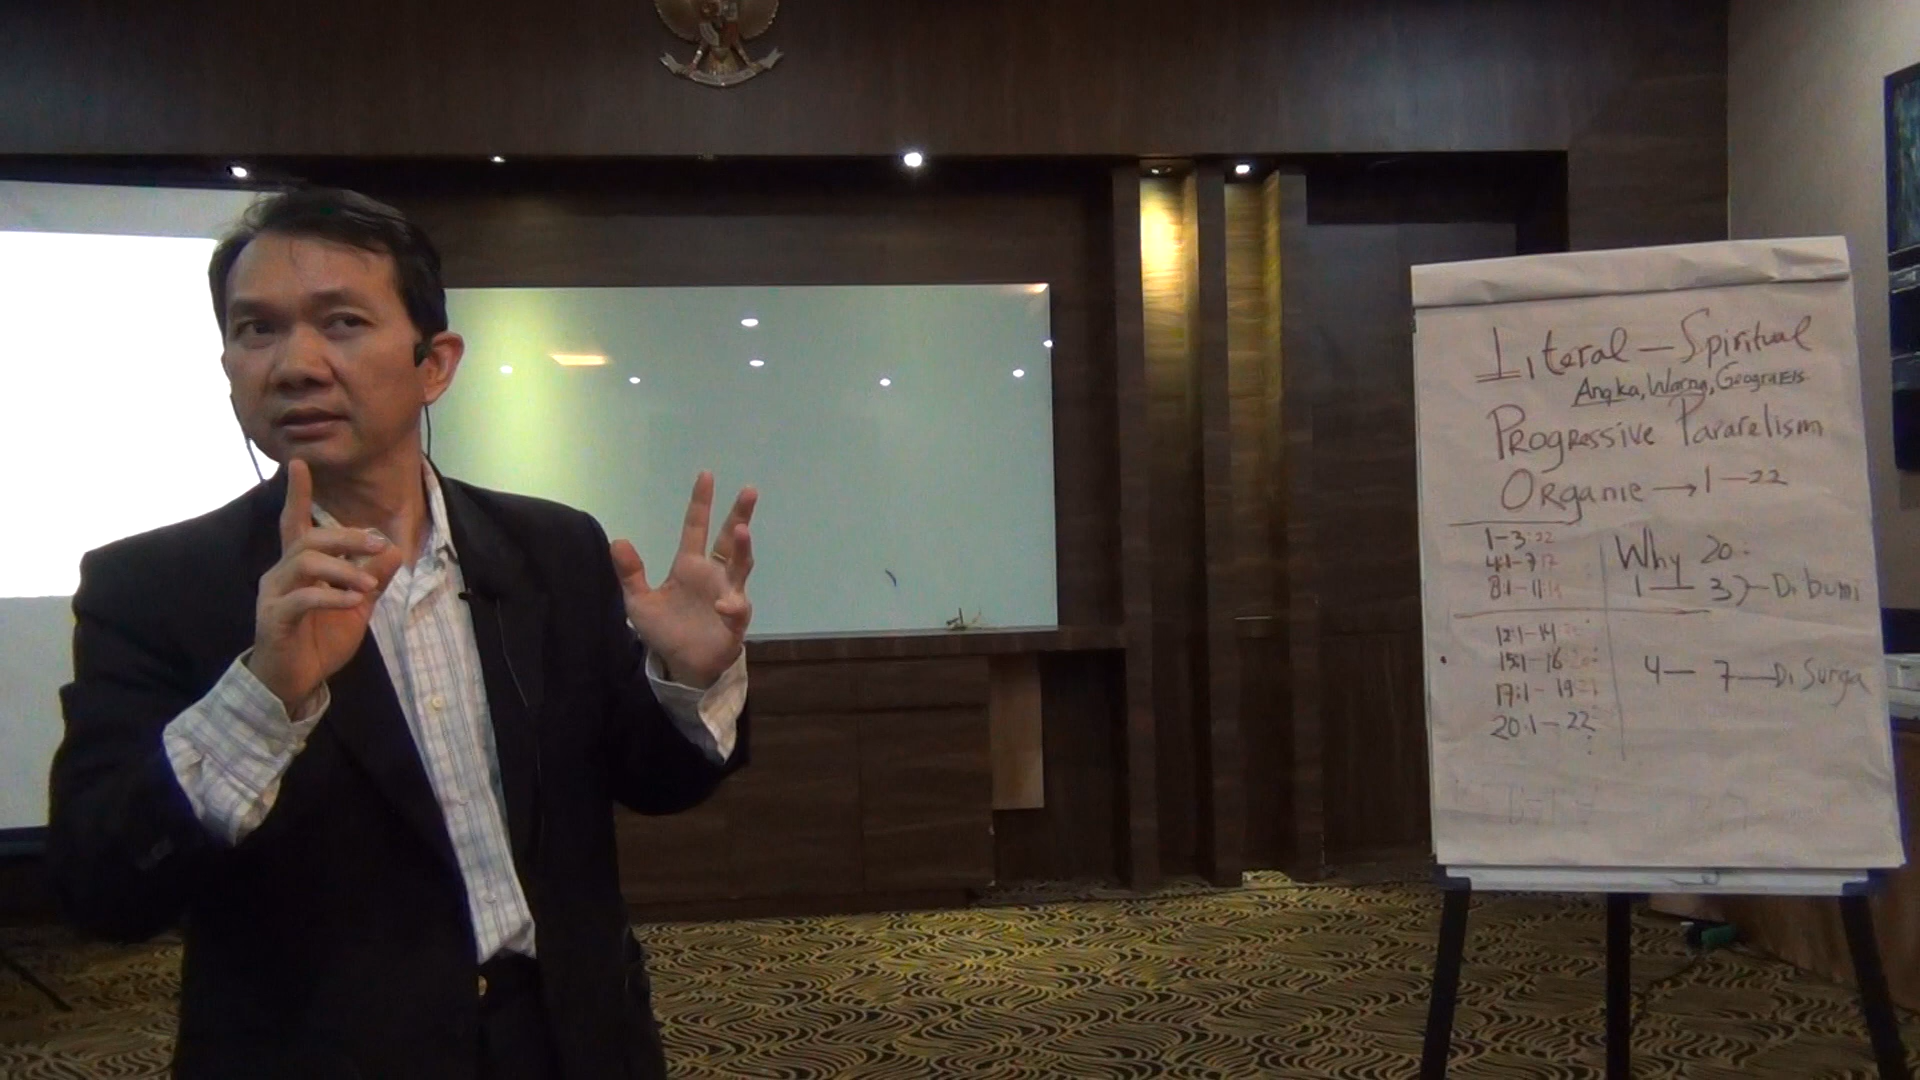 Literal — Spiritual
Angka, Warna, Geografis
Progressive Pararelism
Organic → 1 — 22
1 — 3:22
4:1 — 7:17
8:1 — 11:19
12:1 — 14
15:1 — 16
17:1 — 19:21
20:1 — 22
Why 20:
1 — 3 } — Di bumi
4 — 7 — Di Surga